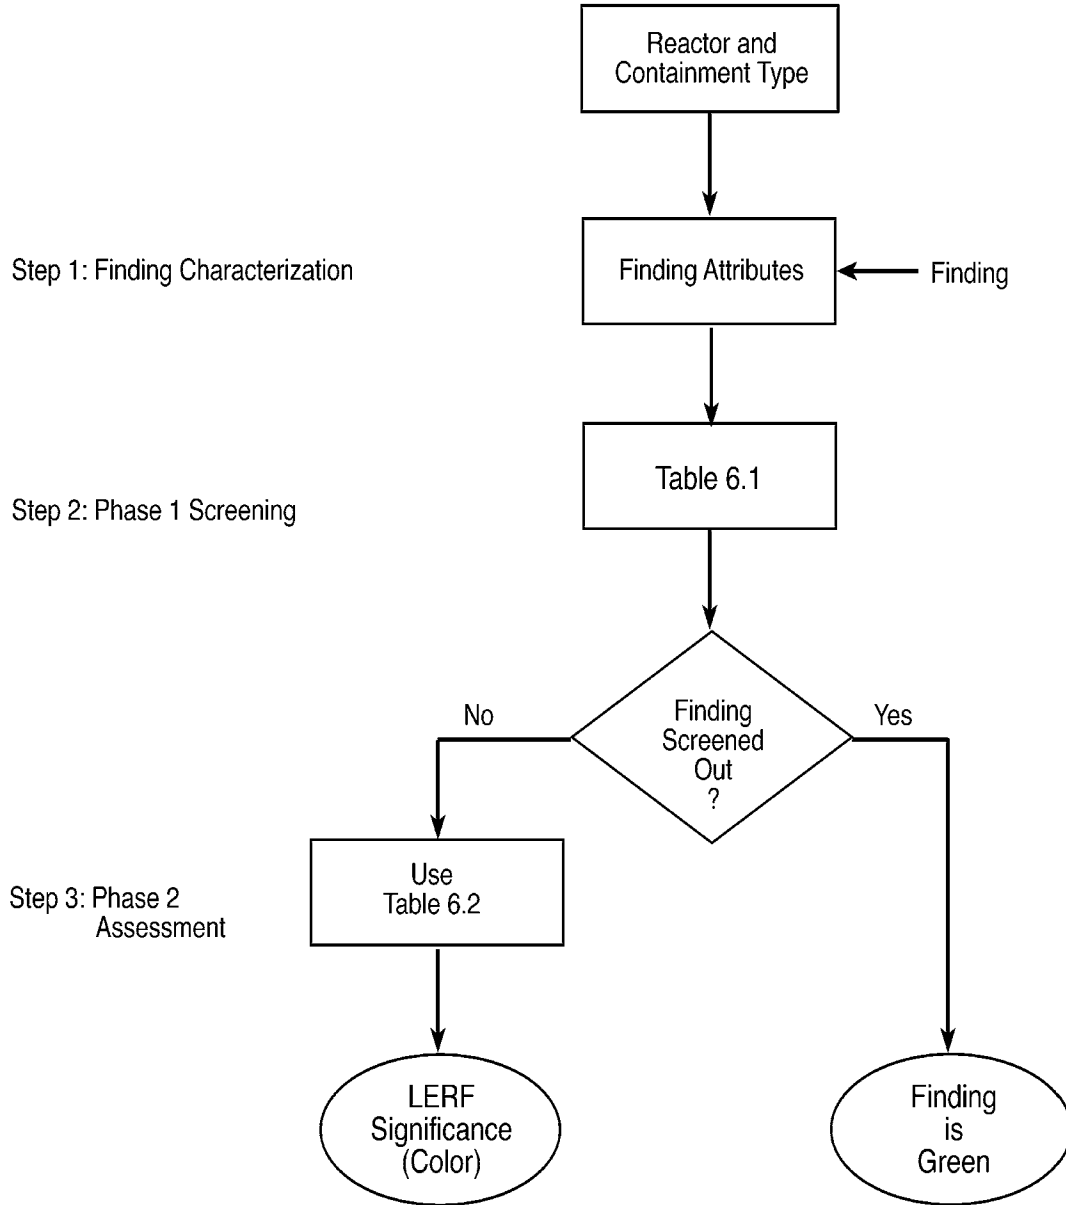 Reactor and
Containment Type
Step 1: Finding Characterization
Finding Attributes
Finding
Table 6.1
Step 2: Phase 1 Screening
No
Yes
Finding
Screened
Out
?
Use
Table 6.2
Step 3: Phase 2
Assessment
LERF
Significance
(Color)
Finding
is
Green